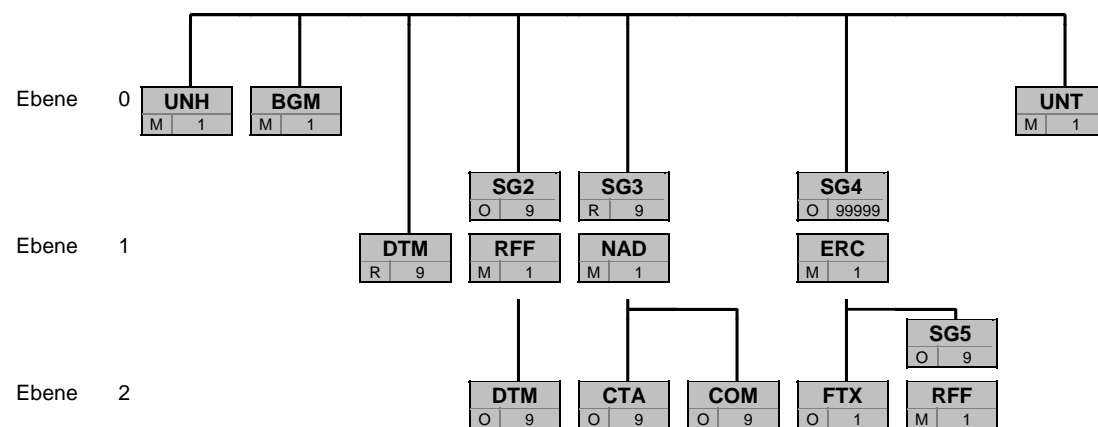 Ebene 0 UNH BGM UNT
M 1 M 1 M 1
SG2 SG3 SG4
O 9 R 9 O 99999
Ebene 1 DTM RFF NAD ERC
R 9 M 1 M 1 M 1
SG5
O 9
Ebene 2 DTM CTA COM FTX RFF
O 9 O 9 O 9 O 1 M 1